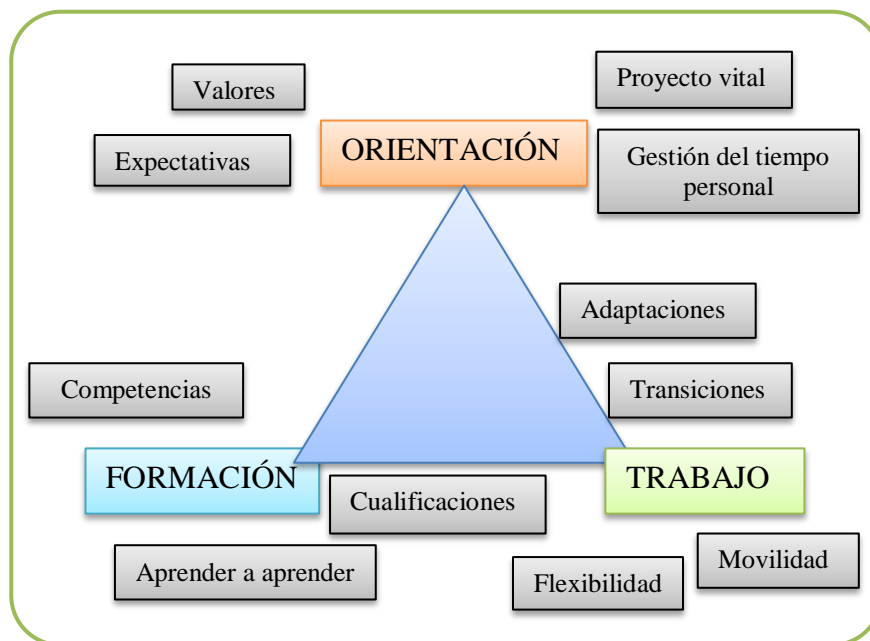 Valores
Proyecto vital
Expectativas
ORIENTACIÓN
Gestión del tiempo
personal
Adaptaciones
Competencias
Transiciones
FORMACIÓN
Cualificaciones
TRABAJO
Aprender a aprender
Flexibilidad
Movilidad